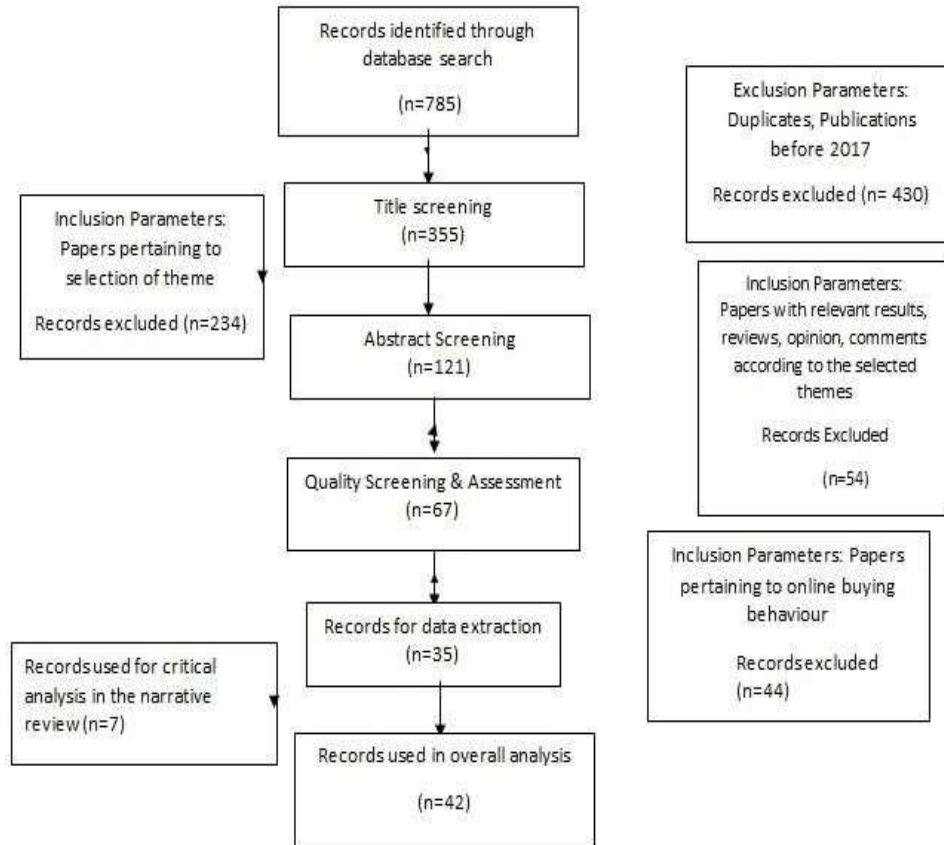 Records identified through
database search
(n=785)
Exclusion Parameters:
Duplicates, Publications
before 2017
Records excluded (n= 430)
Title screening
(n=355)
Inclusion Parameters:
Papers pertaining to
selection of theme
Records excluded (n=234)
Inclusion Parameters:
Papers with relevant results,
reviews, opinion, comments
according to the selected
themes
Records Excluded
(n=54)
Abstract Screening
(n=121)
Quality Screening & Assessment
(n=67)
Inclusion Parameters: Papers
pertaining to online buying
behaviour
Records excluded
(n=44)
Records for data extraction
(n=35)
Records used for critical
analysis in the narrative
review (n=7)
Records used in overall analysis
(n=42)